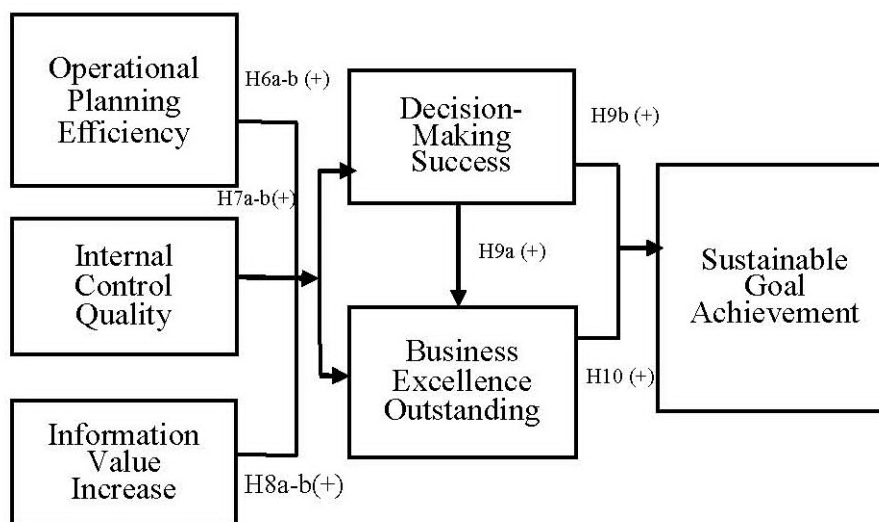 Operational
Planning
Efficiency
H6a-b (+)
H7a-b(+)
Internal
Control
Quality
Information
Value
Increase
H8a-b(+)
Decision-
Making
Success
H9b (+)
H9a (+)
Business
Excellence
Outstanding
H10 (+)
Sustainable
Goal
Achievement